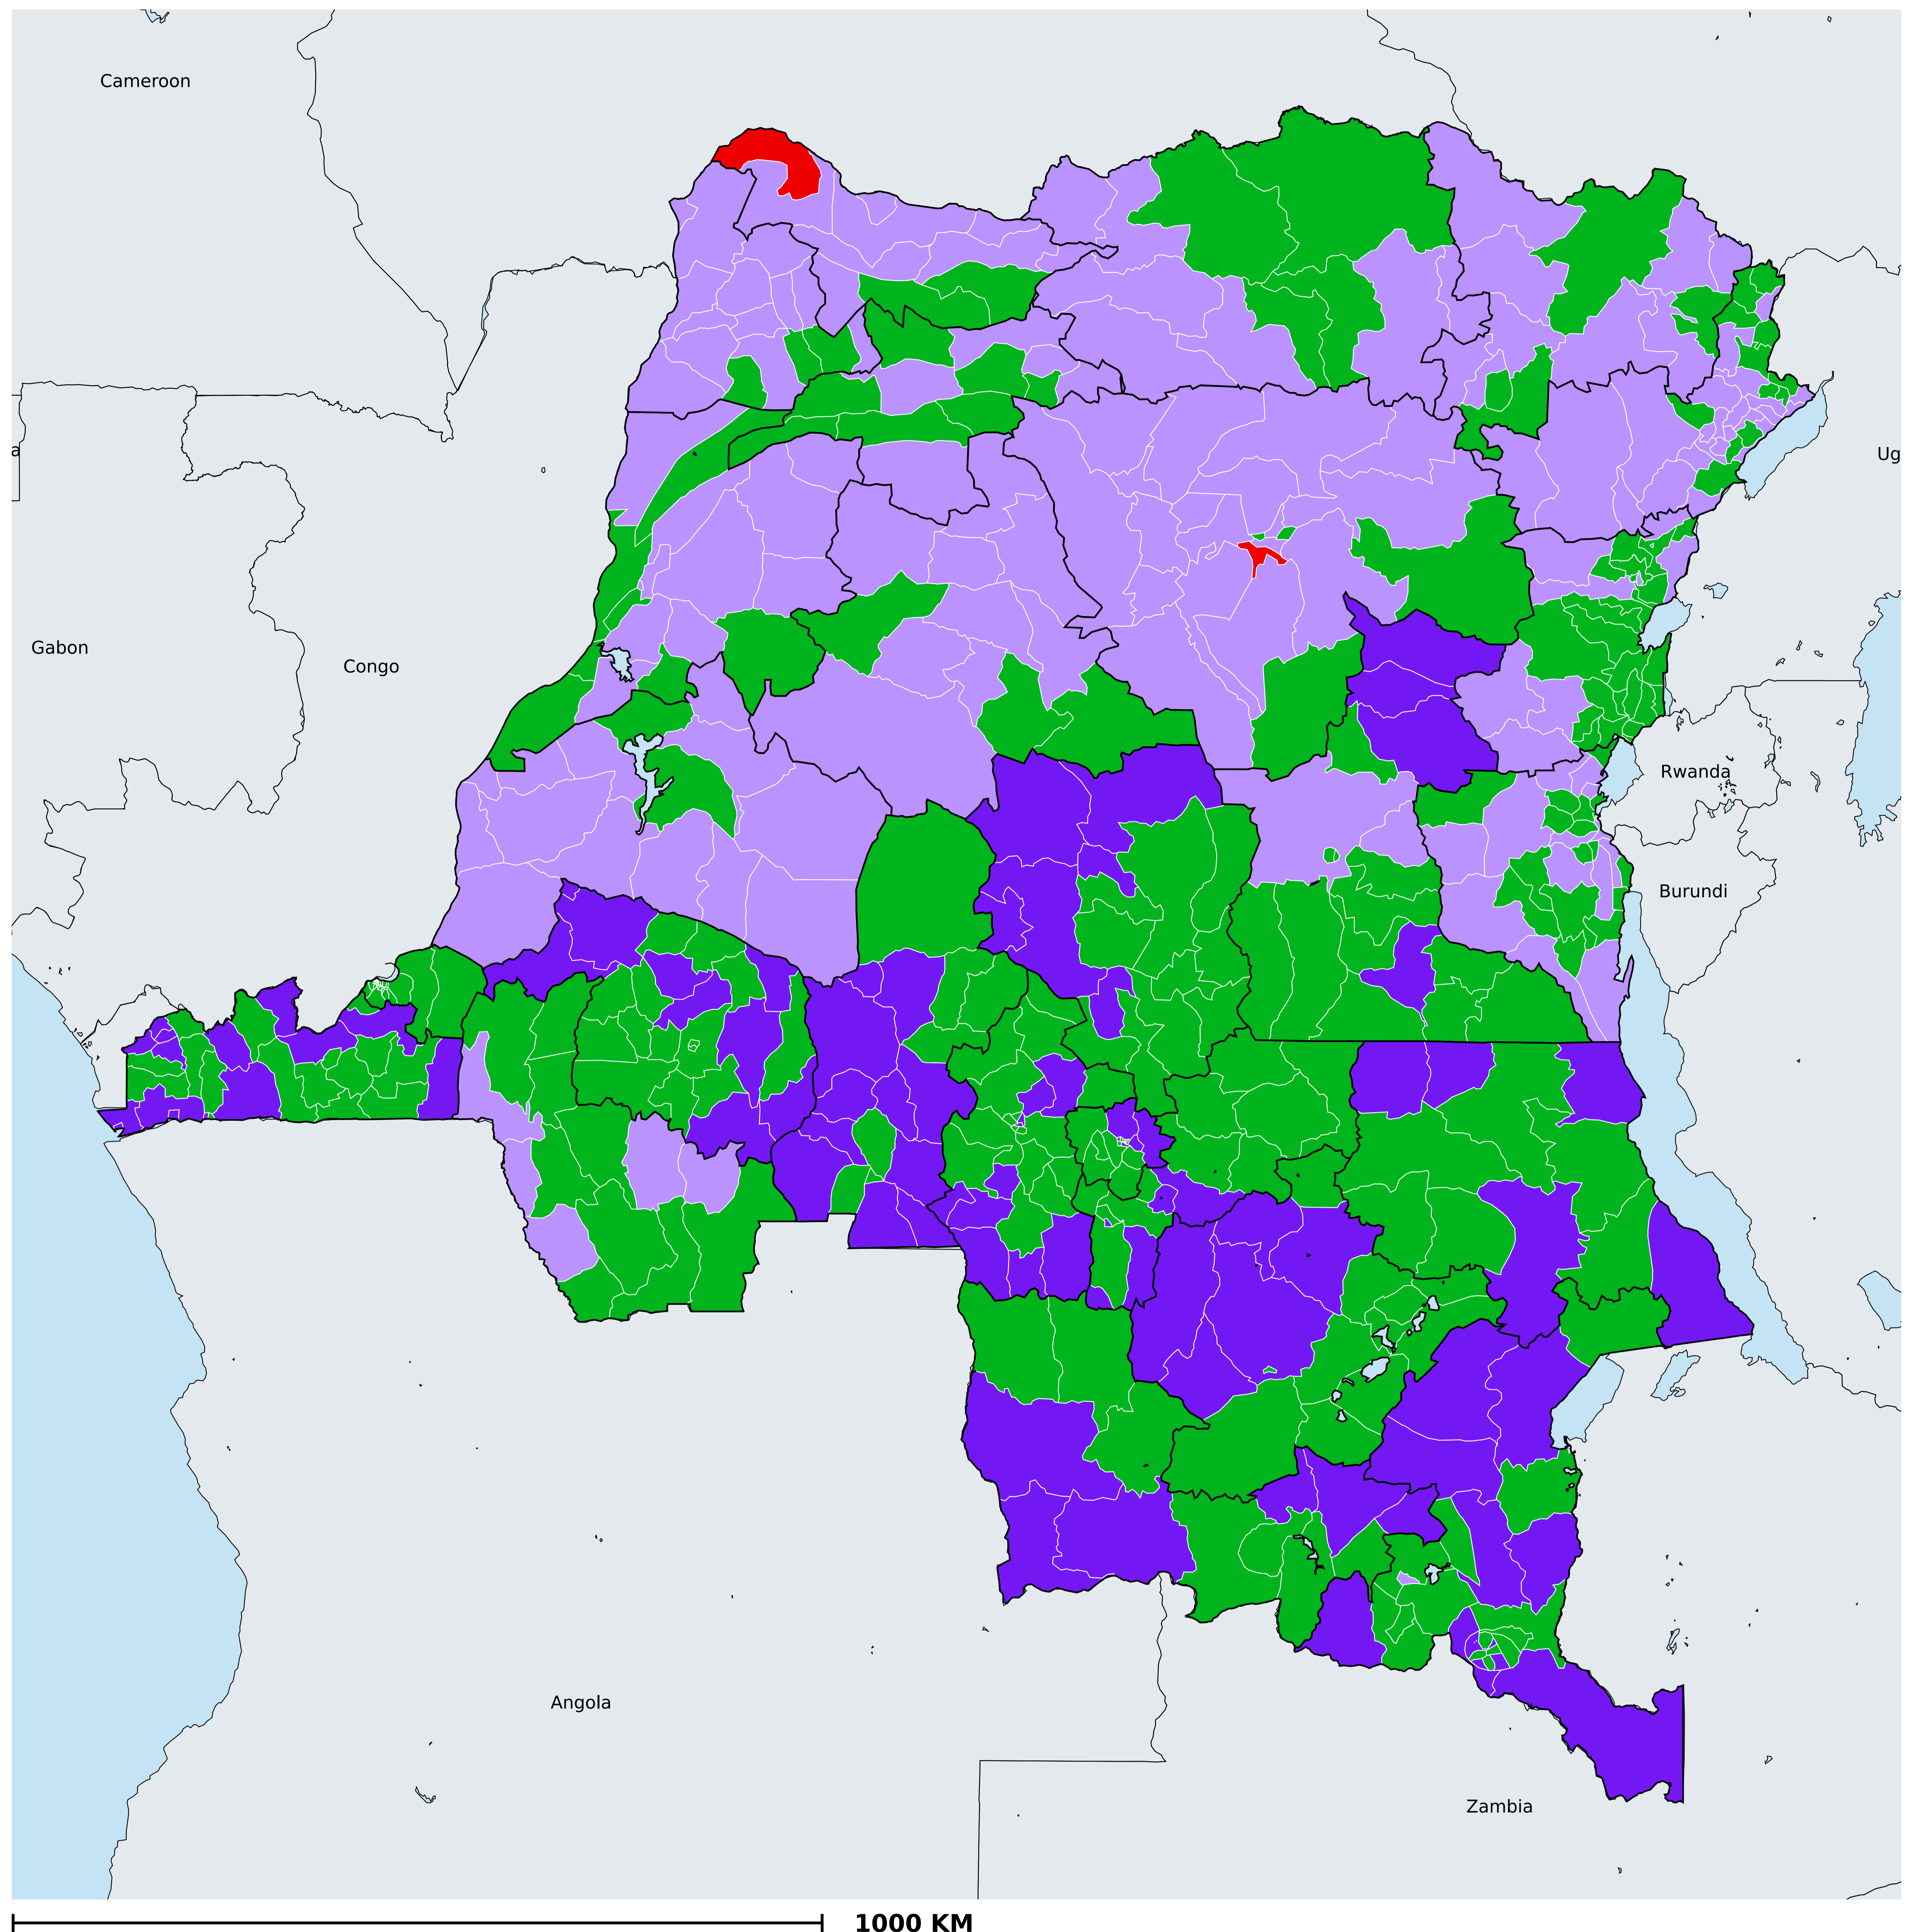 Cameroon
a
Ug
Gabon
Congo
Rwanda
Burundi
Angola
Zambia
1000 KM